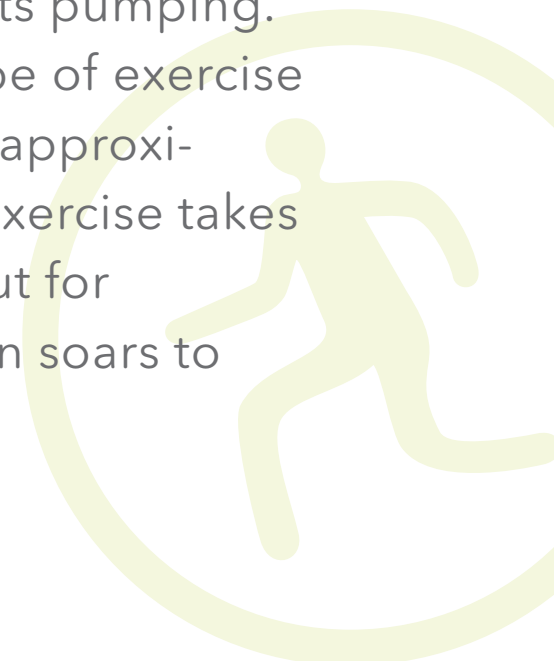 ts pumping.
pe of exercise
approxi-
xercise takes
ut for
n soars to